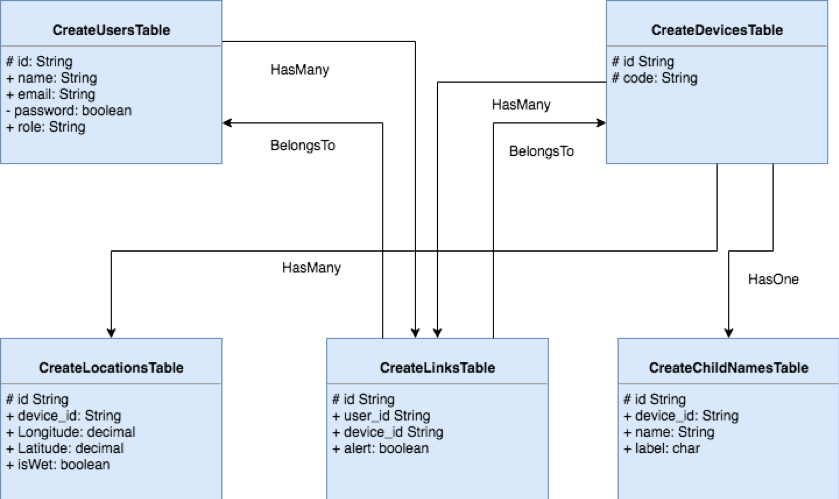 CreateUsersTable
# id: String
+ name: String
+ email: String
- password: boolean
+ role: String
CreateDevicesTable
# id String
# code: String
HasMany
HasMany
BelongsTo
BelongsTo
HasMany
HasOne
CreateLocationsTable
# id String
+ device_id: String
+ Longitude: decimal
+ Latitude: decimal
+ isWet: boolean
CreateLinksTable
# id String
+ user_id String
+ device_id String
+ alert: boolean
CreateChildNamesTable
# id String
+ device_id: String
+ name: String
+ label: char